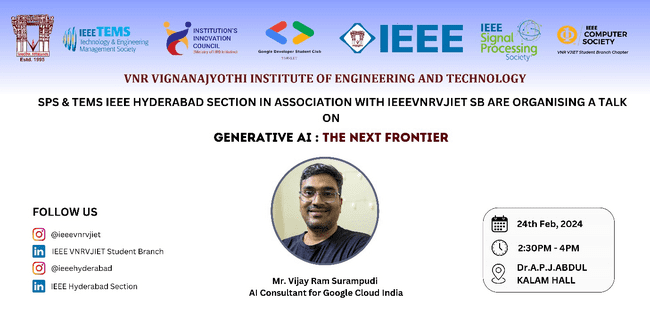 Estd. 1995
IEEE TEMS
Technology & Engineering
Management Society
INSTITUTION'S
INNOVATION
COUNCIL
Google Developer Student Club
IEEE
IEEE
Signal
Processing
Society
IEEE
COMPUTER
SOCIETY
VNR VJIET Student Branch Chapter
VNR VIGNANAJYOTHI INSTITUTE OF ENGINEERING AND TECHNOLOGY
SPS & TEMS IEEE HYDERABAD SECTION IN ASSOCIATION WITH IEEEVNRVJIET SB ARE ORGANISING A TALK
ON
GENERATIVE AI : THE NEXT FRONTIER
FOLLOW US
@ieeevnrvjiet
IEEE VNRVJIET Student Branch
@ieeehyderabad
IEEE Hyderabad Section
Mr. Vijay Ram Surampudi
AI Consultant for Google Cloud India
24th Feb, 2024
2:30PM - 4PM
Dr.A.P.J.ABDUL
KALAM HALL